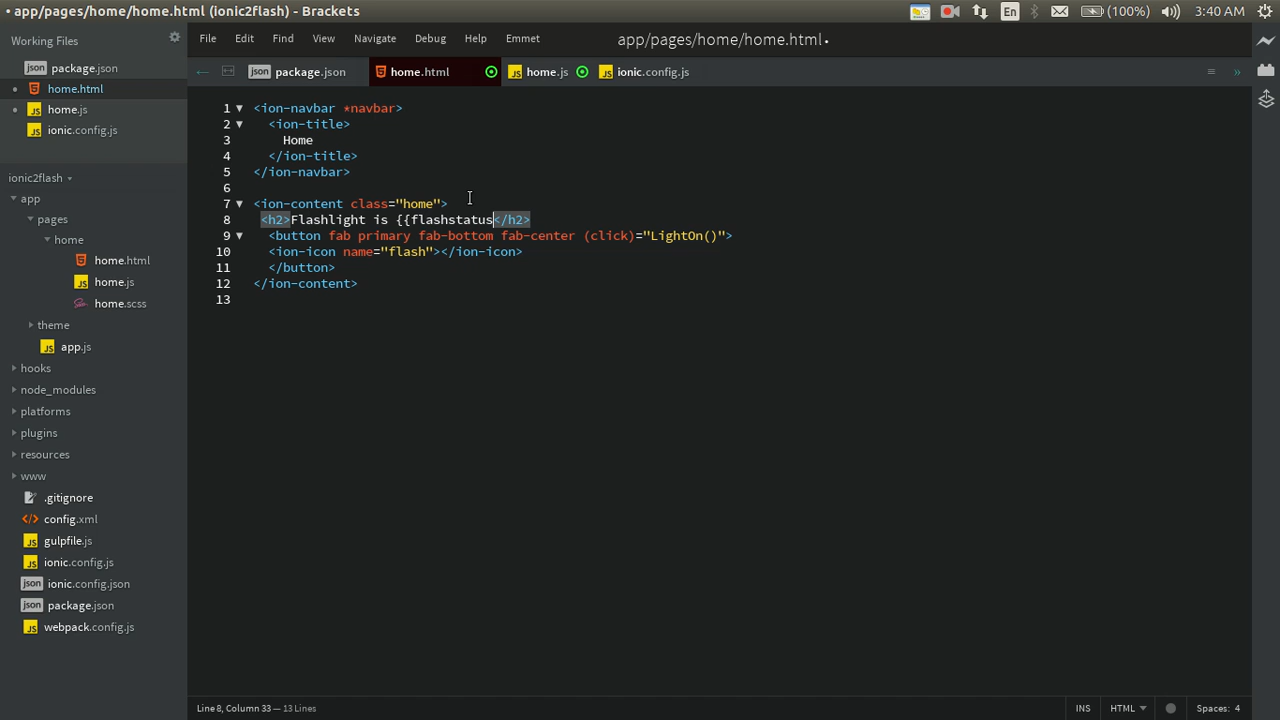 app/pages/home/home.html (ionic2flash) - Brackets
En
(100%)
3:40 AM
Working Files
package.json
home.html
home.js
ionic.config.js
ionic2flash
app
pages
home
home.html
home.js
home.scss
theme
app.js
hooks
node_modules
platforms
plugins
resources
www
.gitignore
config.xml
gulpfile.js
ionic.config.js
json ionic.config.json
json package.json
webpack.config.js
File Edit Find View Navigate Debug Help Emmet
app/pages/home/home.html
json package.json
home.html
JS home.js
JS ionic.config.js
1 <ion-navbar *navbar>
2 <ion-title>
3 Home
4 </ion-title>
5 </ion-navbar>
6
7 <ion-content class="home">
8 <h2>Flashlight is {{flashstatus</h2>
9 <button fab primary fab-bottom fab-center (click)="LightOn()">
10 <ion-icon name="flash"></ion-icon>
11 </button>
12 </ion-content>
13
Line 8, Column 33 — 13 Lines
INS
HTML
Spaces: 4